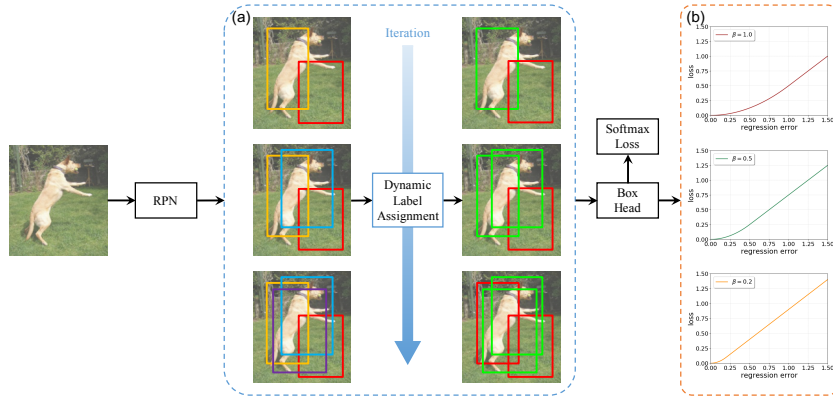 (a)
Iteration
RPN
Dynamic
Label
Assignment
Softmax
Loss
Box
Head
(b)
β = 1.0
loss
1.50
1.25
1.00
0.75
0.50
0.25
0.00
0.00 0.25 0.50 0.75 1.00 1.25 1.50
regression error
β = 0.5
loss
1.50
1.25
1.00
0.75
0.50
0.25
0.00
0.00 0.25 0.50 0.75 1.00 1.25 1.50
regression error
β = 0.2
loss
1.50
1.25
1.00
0.75
0.50
0.25
0.00
0.00 0.25 0.50 0.75 1.00 1.25 1.50
regression error